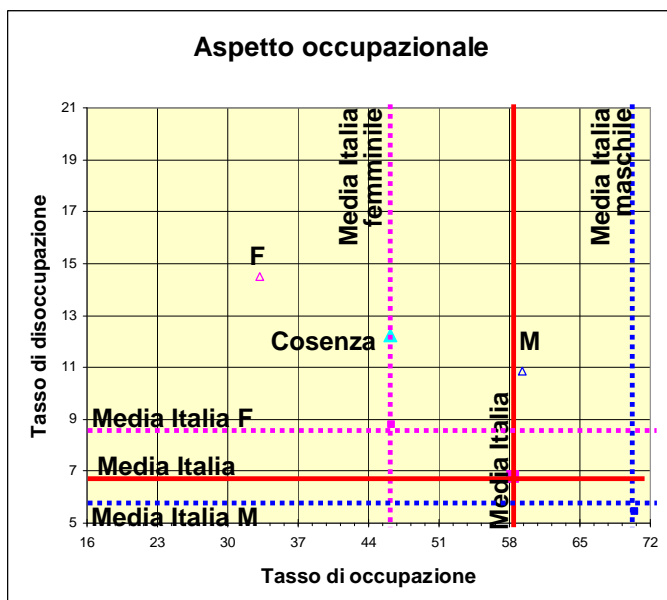 Aspetto occupazionale
Tasso di disoccupazione
21
19
17
15
13
11
9
7
5
Media Italia
femminile
Media Italia
Media Italia
maschile
F
Cosenza
M
Media Italia F
Media Italia
Media Italia M
16 23 30 37 44 51 58 65 72
Tasso di occupazione